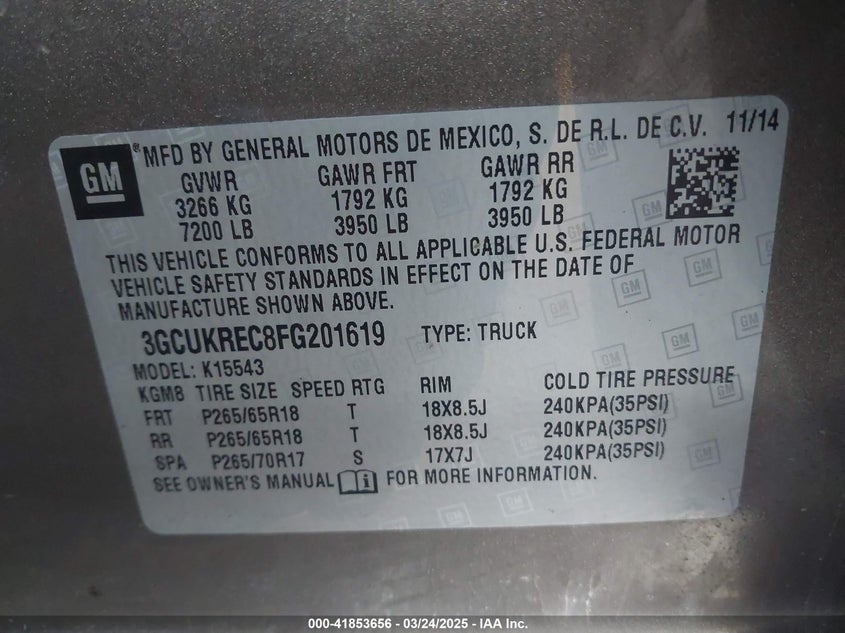 GM
® MFD BY GENERAL MOTORS DE MEXICO, S. DE R.L. DE C.V. 11/14
GVWR GAWR FRT GAWR RR
3266 KG 1792 KG 1792 KG
7200 LB 3950 LB 3950 LB
THIS VEHICLE CONFORMS TO ALL APPLICABLE U.S. FEDERAL MOTOR
VEHICLE SAFETY STANDARDS IN EFFECT ON THE DATE OF
MANUFACTURE SHOWN ABOVE.
3GCUKREC8FG201619 TYPE: TRUCK
MODEL: K15543
KGM8 TIRE SIZE SPEED RTG RIM COLD TIRE PRESSURE
FRT P265/65R18 T 18X8.5J 240KPA(35PSI)
RR P265/65R18 T 18X8.5J 240KPA(35PSI)
SPA P265/70R17 S 17X7J 240KPA(35PSI)
SEE OWNER'S MANUAL i FOR MORE INFORMATION.
000-41853656 / 03/24/2025 / IAA Inc.